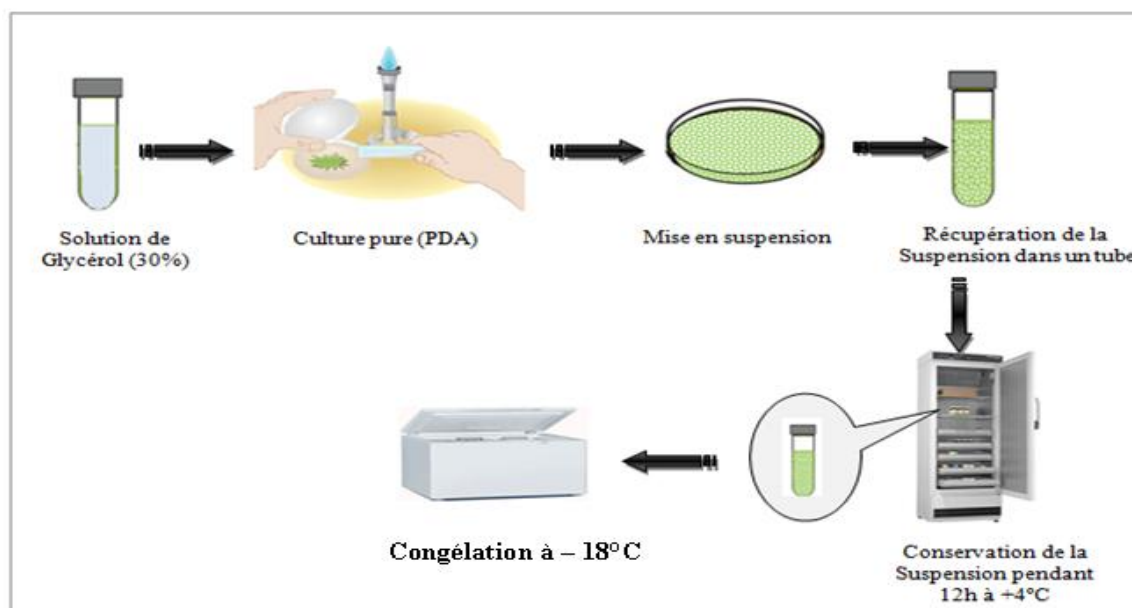 Solution de
Glycérol (30%)
Culture pure (PDA)
Mise en suspension
Récupération de la
Suspension dans un tube
Congélation à – 18°C
Conservation de la
Suspension pendant
12h à +4°C